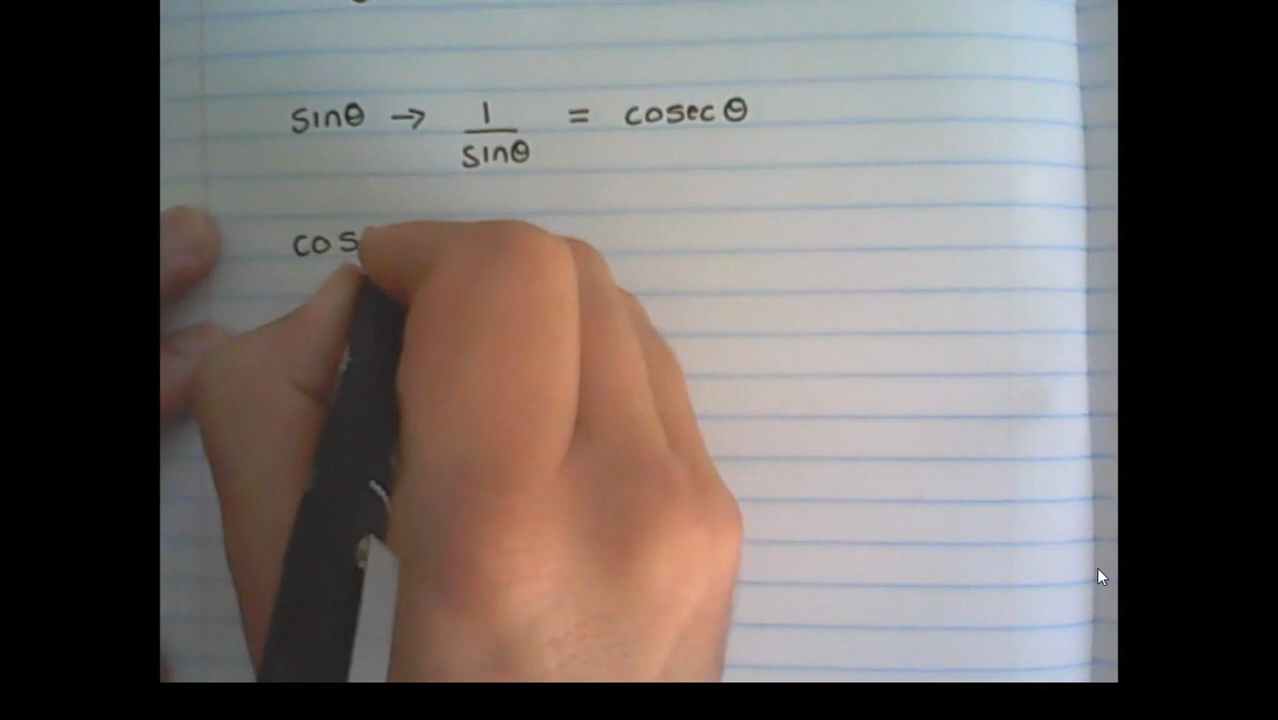 sinθ → 1/sinθ = cosecθ
cos